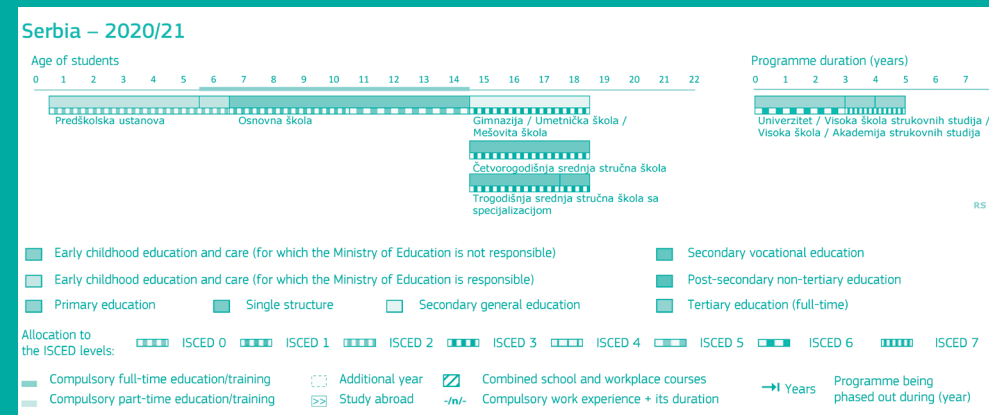 Serbia – 2020/21
Age of students
Programme duration (years)
0 1 2 3 4 5 6 7 8 9 10 11 12 13 14 15 16 17 18 19 20 21 22
0 1 2 3 4 5 6 7
Predškolska ustanova
Osnovna škola
Gimnazija / Umetnička škola /
Mešovita škola
Univerzitet / Visoka škola strukovnih studija /
Visoka škola / Akademija strukovnih studija
Četvorogodišnja srednja stručna škola
Trogodišnja srednja stručna škola sa
specijalizacijom
RS
Early childhood education and care (for which the Ministry of Education is not responsible)
Secondary vocational education
Early childhood education and care (for which the Ministry of Education is responsible)
Post-secondary non-tertiary education
Primary education
Single structure
Secondary general education
Tertiary education (full-time)
Allocation to
the ISCED levels:
ISCED 0
ISCED 1
ISCED 2
ISCED 3
ISCED 4
ISCED 5
ISCED 6
ISCED 7
Compulsory full-time education/training
Additional year
Combined school and workplace courses
Compulsory part-time education/training
>> Study abroad
-/n/- Compulsory work experience + its duration
Years
Programme being
phased out during (year)